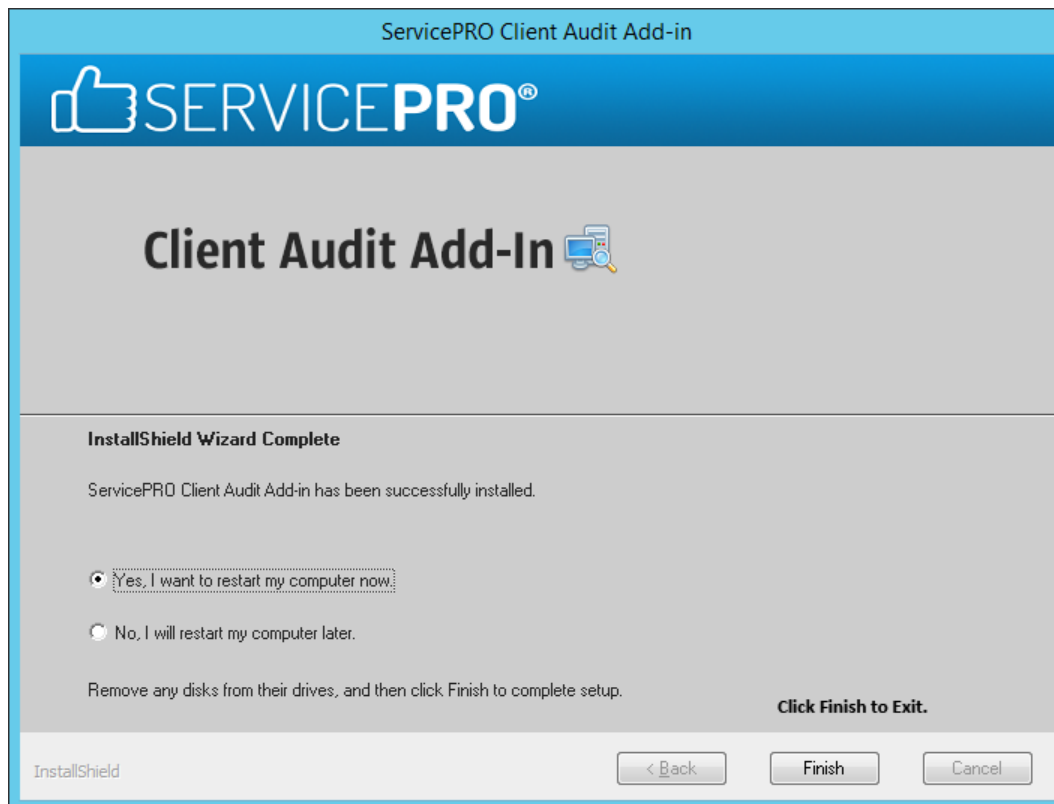 ServicePRO Client Audit Add-in
SERVICEPRO®
Client Audit Add-In
InstallShield Wizard Complete
ServicePRO Client Audit Add-in has been successfully installed.
Yes, I want to restart my computer now.
No, I will restart my computer later.
Remove any disks from their drives, and then click Finish to complete setup.
Click Finish to Exit.
InstallShield
< Back
Finish
Cancel